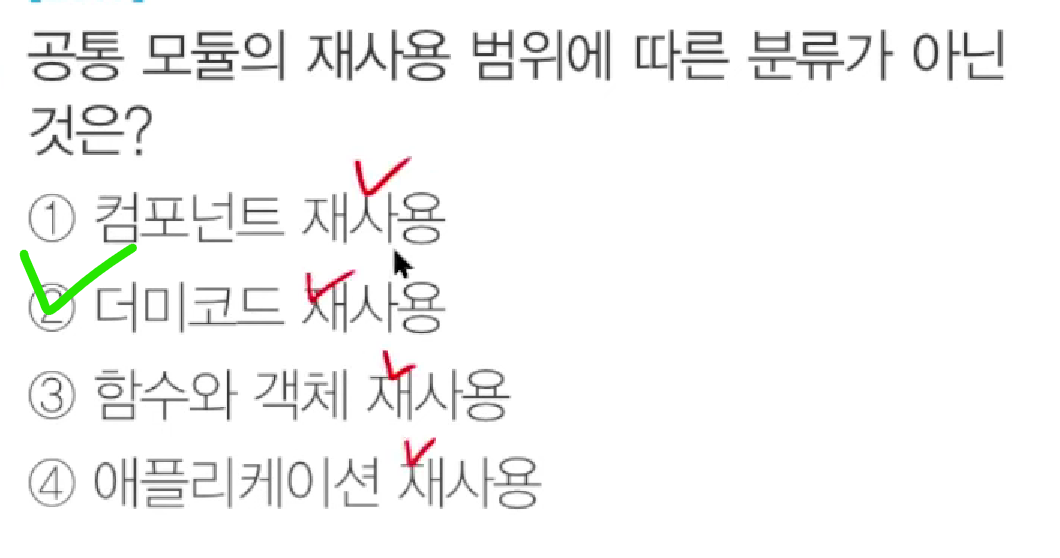 공통 모듈의 재사용 범위에 따른 분류가 아닌
것은?
① 컴포넌트 재사용
② 더미코드 재사용
③ 함수와 객체 재사용
④ 애플리케이션 재사용